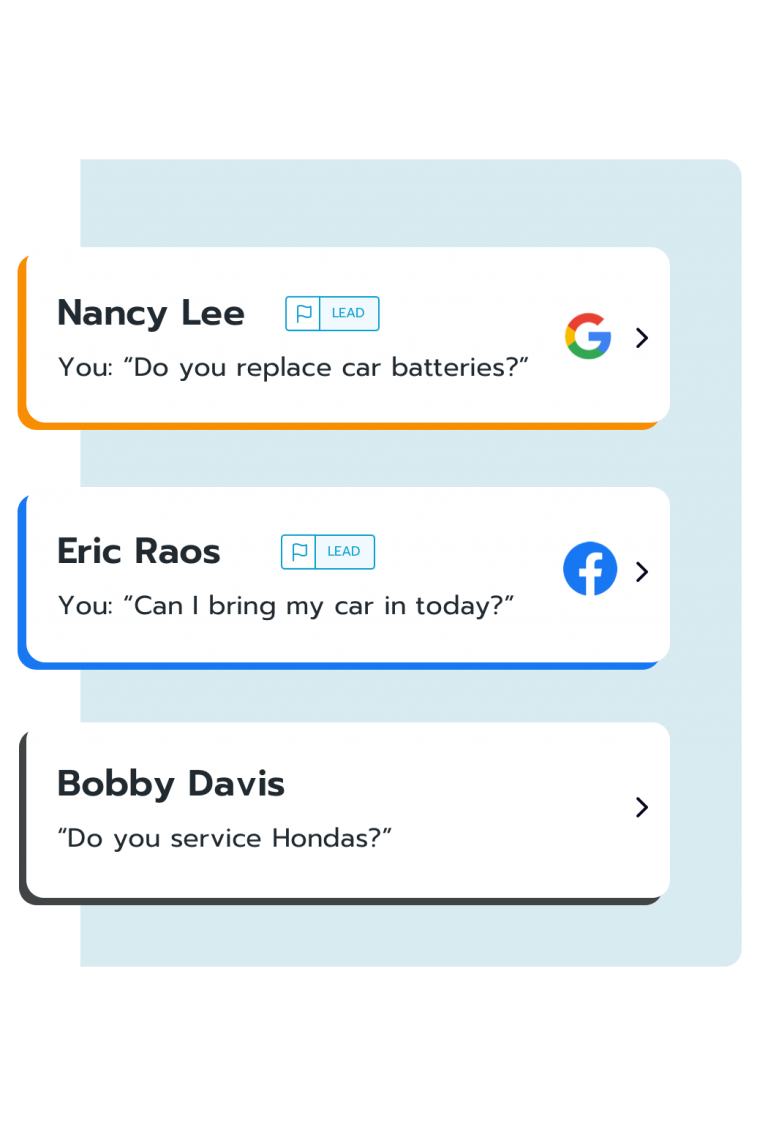 Nancy Lee LEAD
You: “Do you replace car batteries?”
Eric Raos LEAD
You: “Can I bring my car in today?”
Bobby Davis
“Do you service Hondas?”